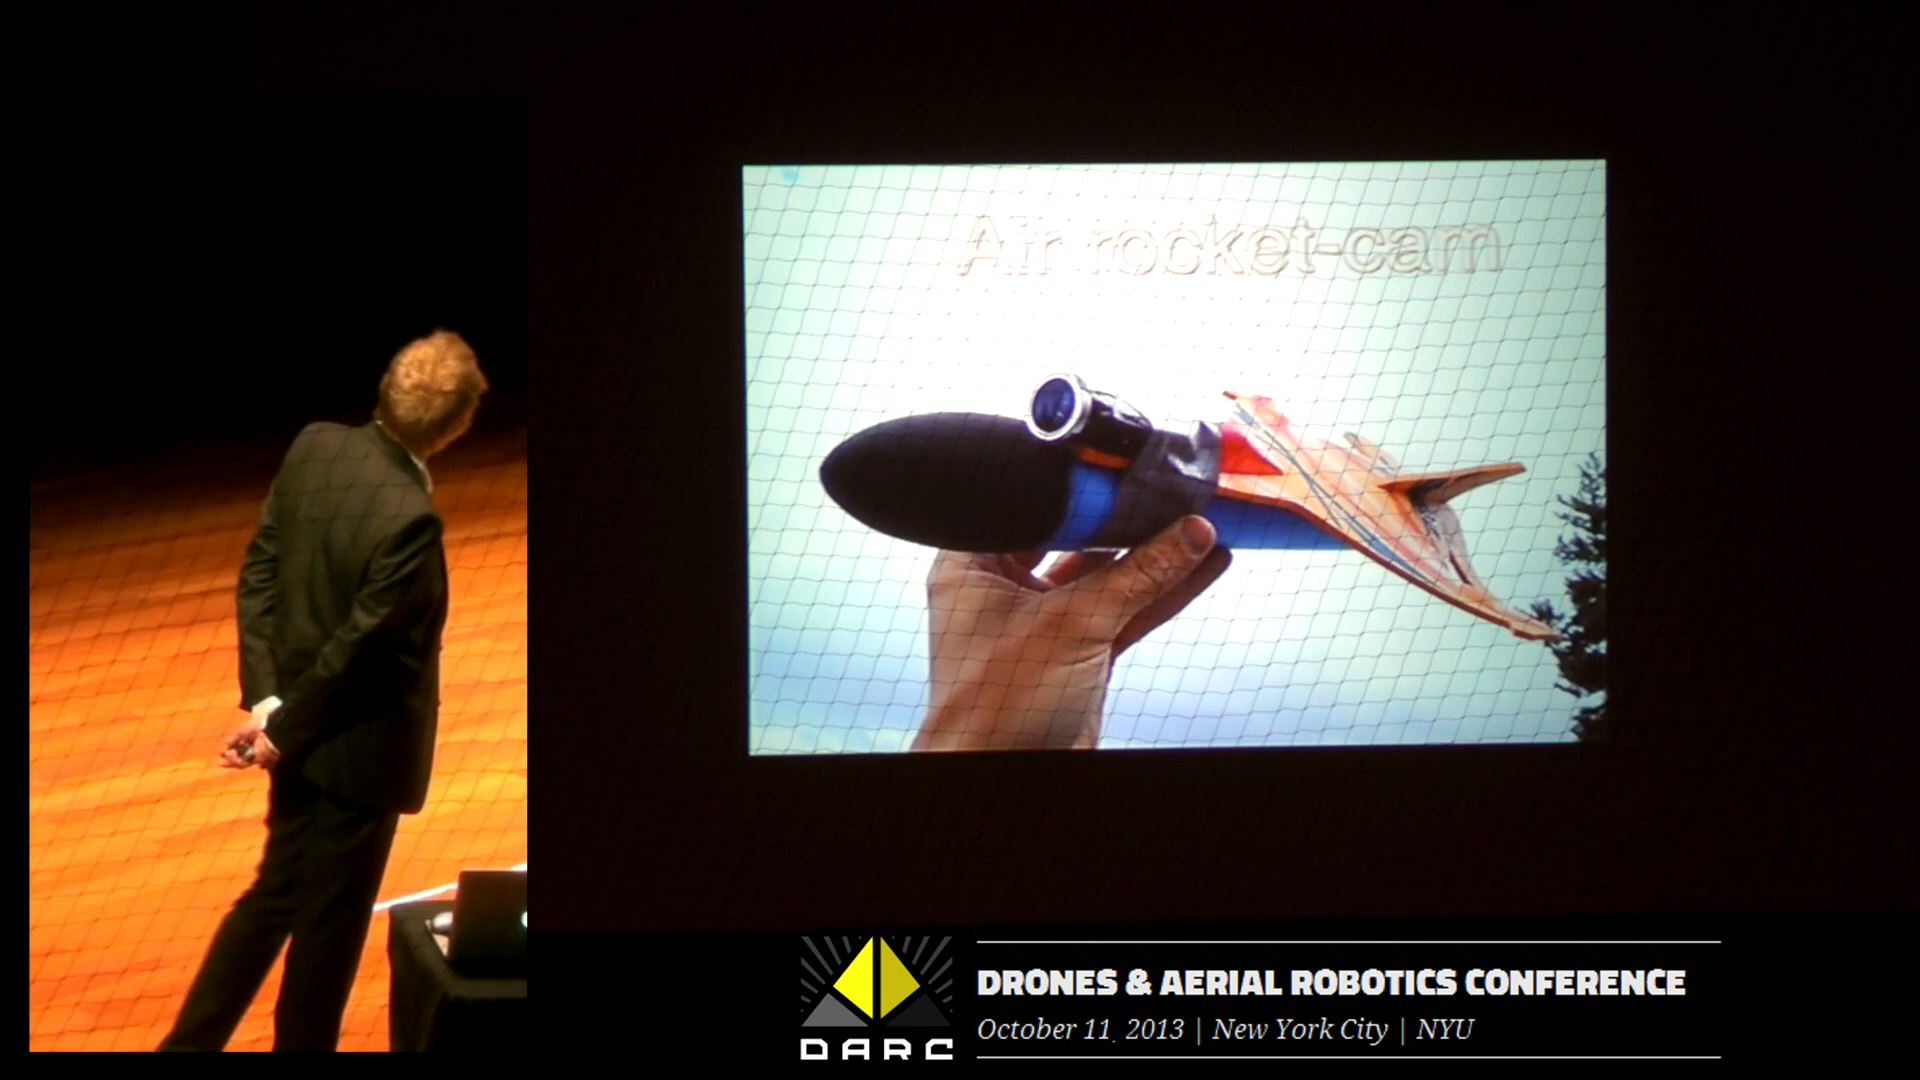 Air rocket-cam
DARC
DRONES & AERIAL ROBOTICS CONFERENCE
October 11, 2013 | New York City | NYU